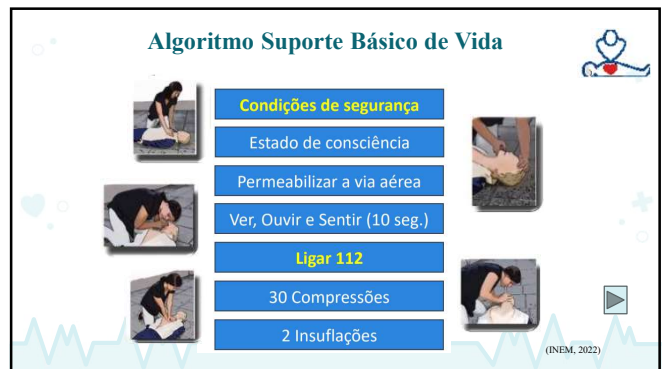 Algoritmo Suporte Básico de Vida
Condições de segurança
Estado de consciência
Permeabilizar a via aérea
Ver, Ouvir e Sentir (10 seg.)
Ligar 112
30 Compressões
2 Insuflações
(INEM, 2022)